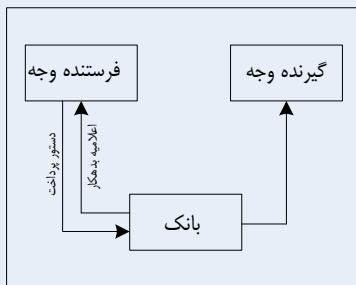 گیرنده وجه
فرستنده وجه
اعلامیه بدهکار
دستور پرداخت
بانک